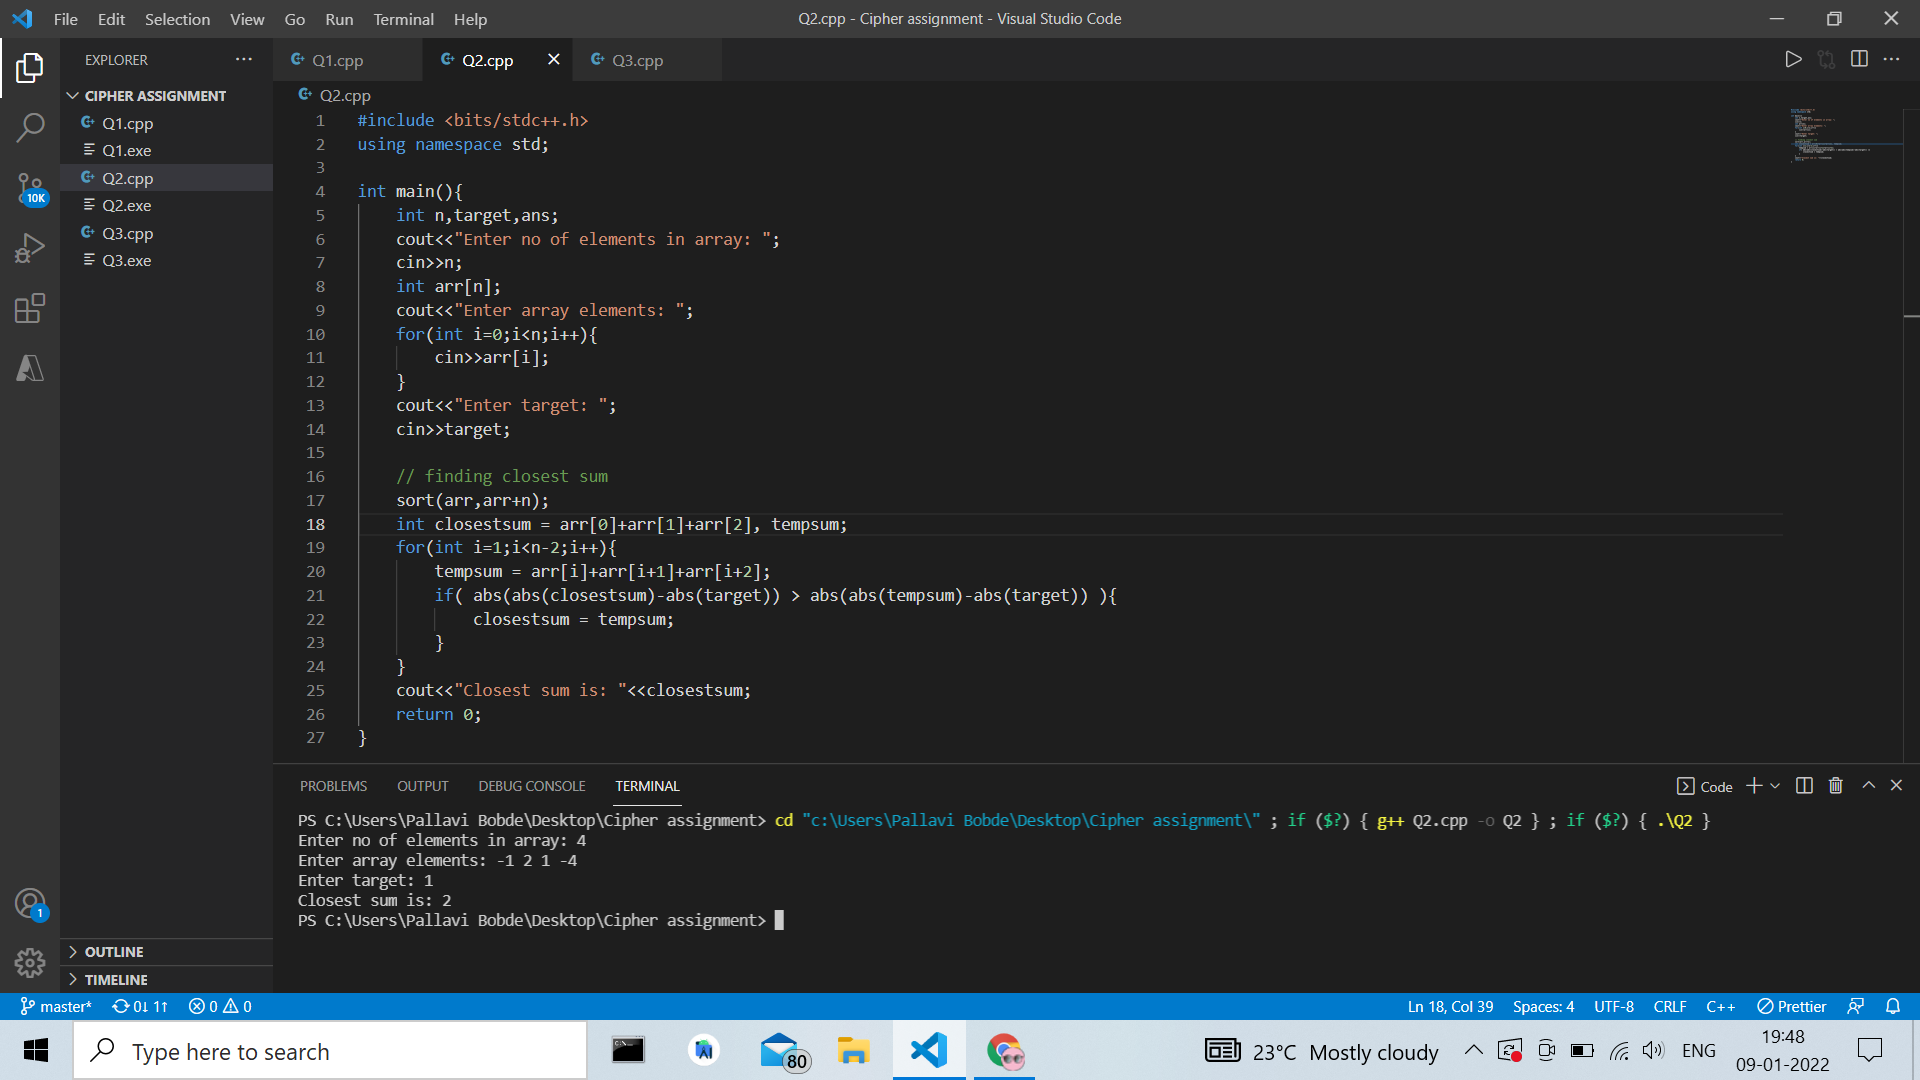 File Edit Selection View Go Run Terminal Help
Q2.cpp - Cipher assignment - Visual Studio Code
EXPLORER
CIPHER ASSIGNMENT
Q1.cpp
Q1.exe
Q2.cpp
Q2.exe
Q3.cpp
Q3.exe
10K
1
OUTLINE
TIMELINE
Q1.cpp Q2.cpp Q3.cpp
Q2.cpp
1 #include <bits/stdc++.h>
2 using namespace std;
3
4 int main(){
5 int n,target,ans;
6 cout<<"Enter no of elements in array: ";
7 cin>>n;
8 int arr[n];
9 cout<<"Enter array elements: ";
10 for(int i=0;i<n;i++){
11 cin>>arr[i];
12 }
13 cout<<"Enter target: ";
14 cin>>target;
15
16 // finding closest sum
17 sort(arr,arr+n);
18 int closestsum = arr[0]+arr[1]+arr[2], tempsum;
19 for(int i=1;i<n-2;i++){
20 tempsum = arr[i]+arr[i+1]+arr[i+2];
21 if( abs(abs(closestsum)-abs(target)) > abs(abs(tempsum)-abs(target)) ){
22 closestsum = tempsum;
23 }
24 }
25 cout<<"Closest sum is: "<<closestsum;
26 return 0;
27 }
PROBLEMS OUTPUT DEBUG CONSOLE TERMINAL
Code
PS C:\Users\Pallavi Bobde\Desktop\Cipher assignment> cd "c:\Users\Pallavi Bobde\Desktop\Cipher assignment\" ; if ($?) { g++ Q2.cpp -o Q2 } ; if ($?) { .\Q2 }
Enter no of elements in array: 4
Enter array elements: -1 2 1 -4
Enter target: 1
Closest sum is: 2
PS C:\Users\Pallavi Bobde\Desktop\Cipher assignment>
master* 0↓ 1↑ 0 0
Ln 18, Col 39 Spaces: 4 UTF-8 CRLF C++ Prettier
Type here to search
80
23°C Mostly cloudy
ENG
19:48
09-01-2022